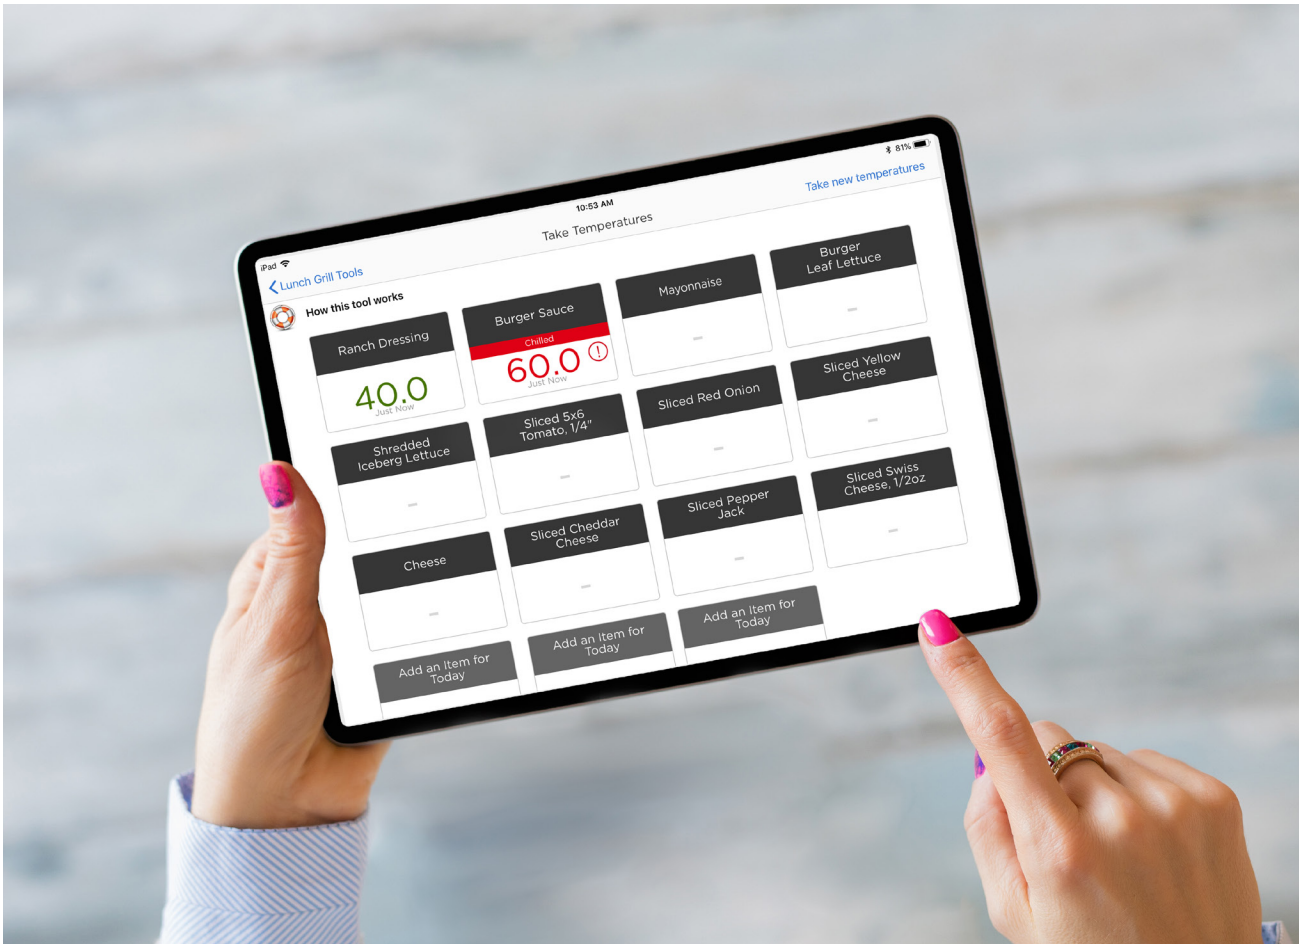 iPad
10:53 AM
81%
Lunch Grill Tools
Take Temperatures
Take new temperatures
How this tool works
Ranch Dressing
40.0
Just Now
Burger Sauce
Chilled
60.0
Just Now
Mayonnaise
–
Burger
Leaf Lettuce
–
Shredded
Iceberg Lettuce
–
Sliced 5x6
Tomato, 1/4"
–
Sliced Red Onion
–
Sliced Yellow
Cheese
–
Cheese
–
Sliced Cheddar
Cheese
–
Sliced Pepper
Jack
–
Sliced Swiss
Cheese, 1/2oz
–
Add an Item for
Today
Add an Item for
Today
Add an Item for
Today